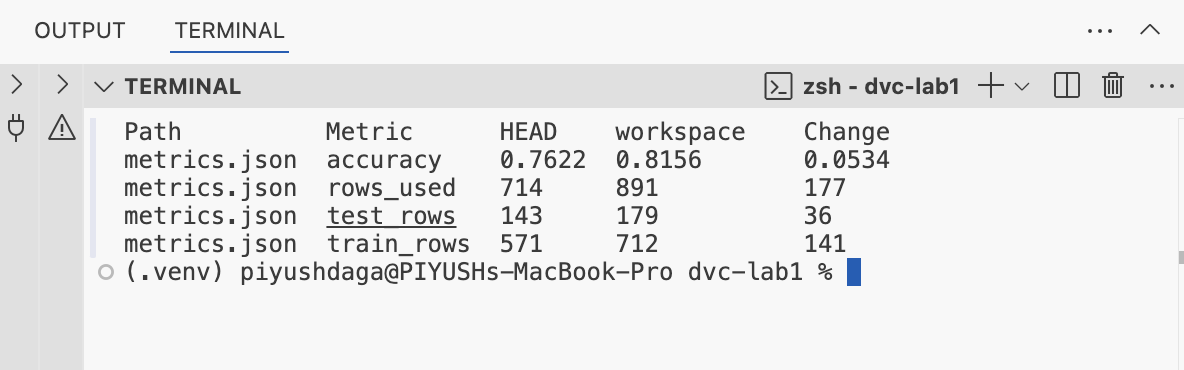 OUTPUT TERMINAL
TERMINAL zsh - dvc-lab1
Path Metric HEAD workspace Change
metrics.json accuracy 0.7622 0.8156 0.0534
metrics.json rows_used 714 891 177
metrics.json test_rows 143 179 36
metrics.json train_rows 571 712 141
(.venv) piyushdaga@PIYUSHs-MacBook-Pro dvc-lab1 %